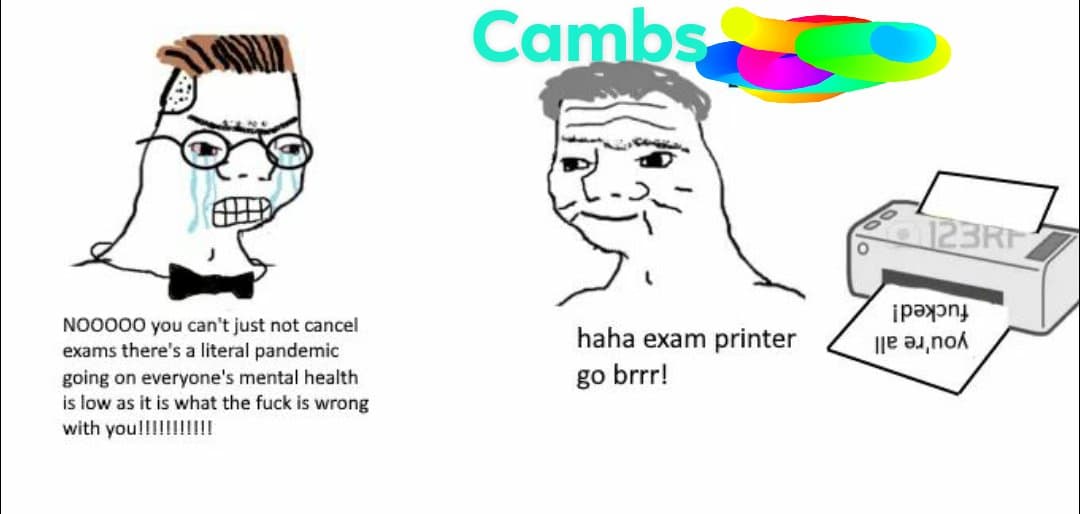 Cambs
NOOOOO you can't just not cancel
exams there's a literal pandemic
going on everyone's mental health
is low as it is what the fuck is wrong
with you!!!!!!!!!!!
haha exam printer
go brrr!
123RF
you're all
fucked!